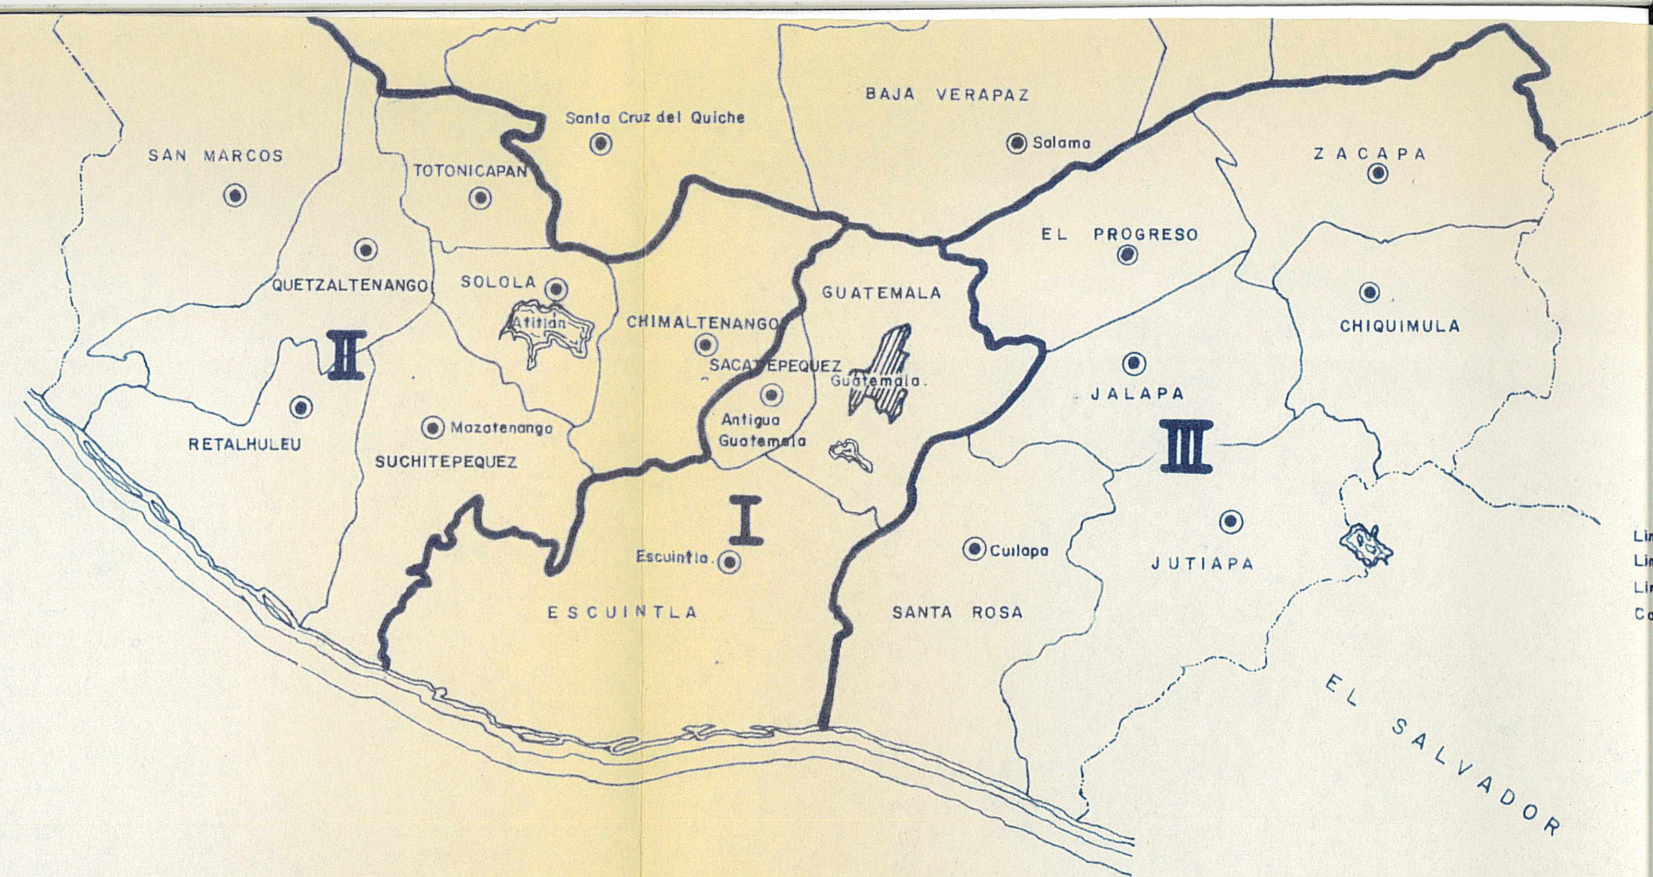 BAJA VERAPAZ
Santa Cruz del Quiche
Salama
SAN MARCOS
ZACAPA
TOTONICAPAN
EL PROGRESO
QUETZALTENANGO
SOLOLA
GUATEMALA
Atitlán
CHIMALTENANGO
CHIQUIMULA
II
SACATEPEQUEZ
Guatemala.
JALAPA
Antigua
Guatemala
Mazatenango
RETALHULEU
III
SUCHITEPEQUEZ
I
Escuintla.
Cuilapa
JUTIAPA
ESCUINTLA
SANTA ROSA
EL SALVADOR